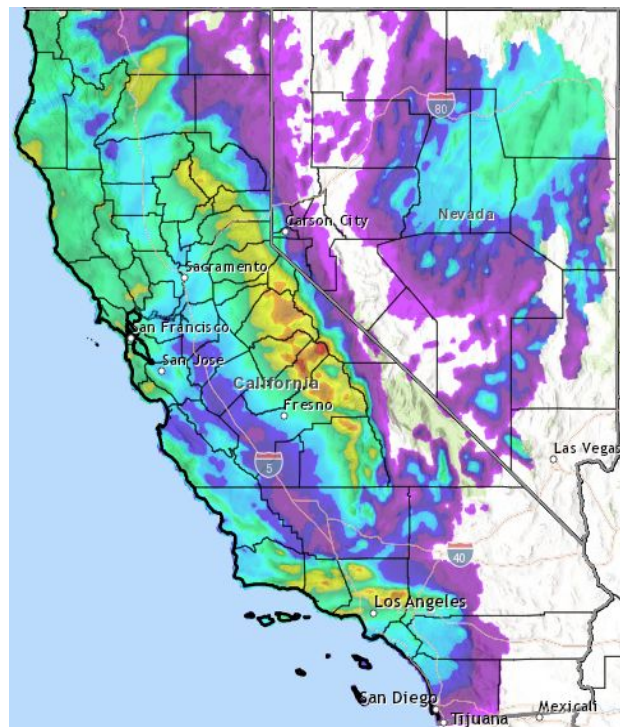 80
Nevada
Carson City
Sacramento
San Francisco
San Jose
California
Fresno
Las Vegas
5
40
Los Angeles
San Diego
Tijuana
Mexicali